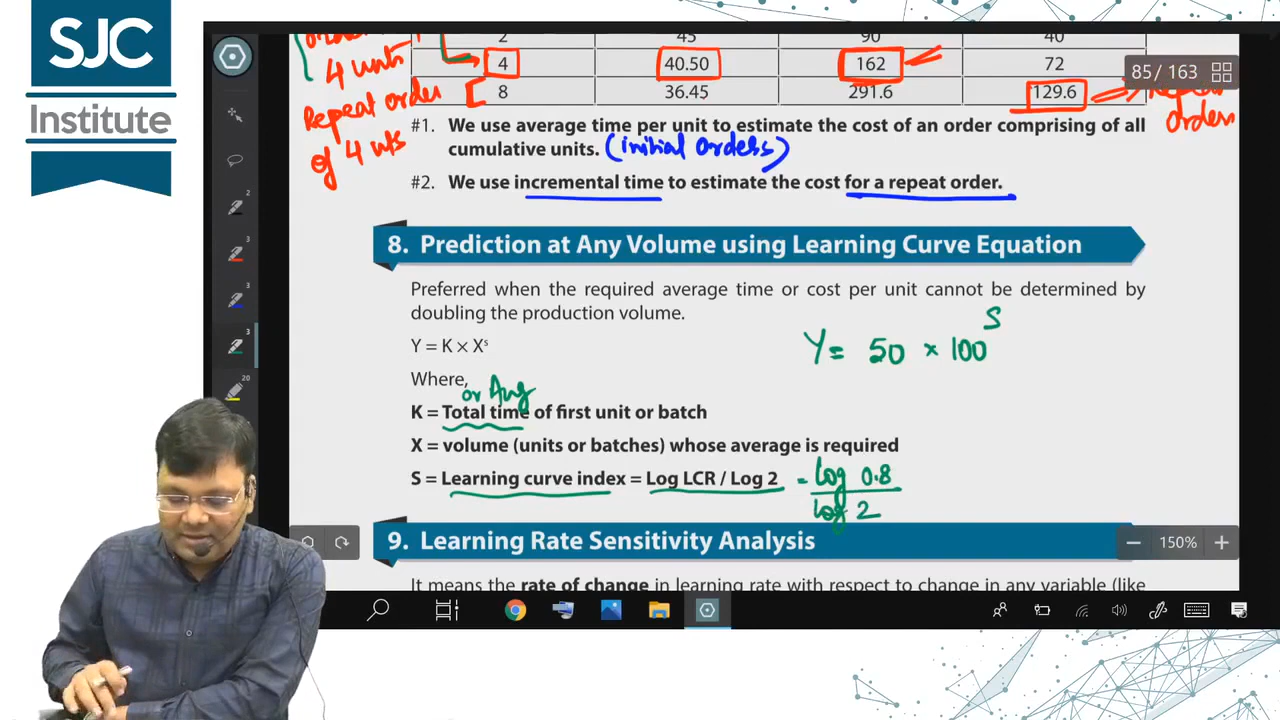 SJC
Institute
4 units
Repeat order
of 4 uts
2 45 90 40
4 40.50 162 72
8 36.45 291.6 129.6
orders
85 / 163
#1. We use average time per unit to estimate the cost of an order comprising of all
cumulative units. (initial orders)
#2. We use incremental time to estimate the cost for a repeat order.
8. Prediction at Any Volume using Learning Curve Equation
Preferred when the required average time or cost per unit cannot be determined by
doubling the production volume.
Y = K × Xˢ
Y = 50 × 100ˢ
Where,
or Avg
K = Total time of first unit or batch
X = volume (units or batches) whose average is required
S = Learning curve index = Log LCR / Log 2 = log 0.8
log 2
9. Learning Rate Sensitivity Analysis
150%
It means the rate of change in learning rate with respect to change in any variable (like
2
3
3
3
20